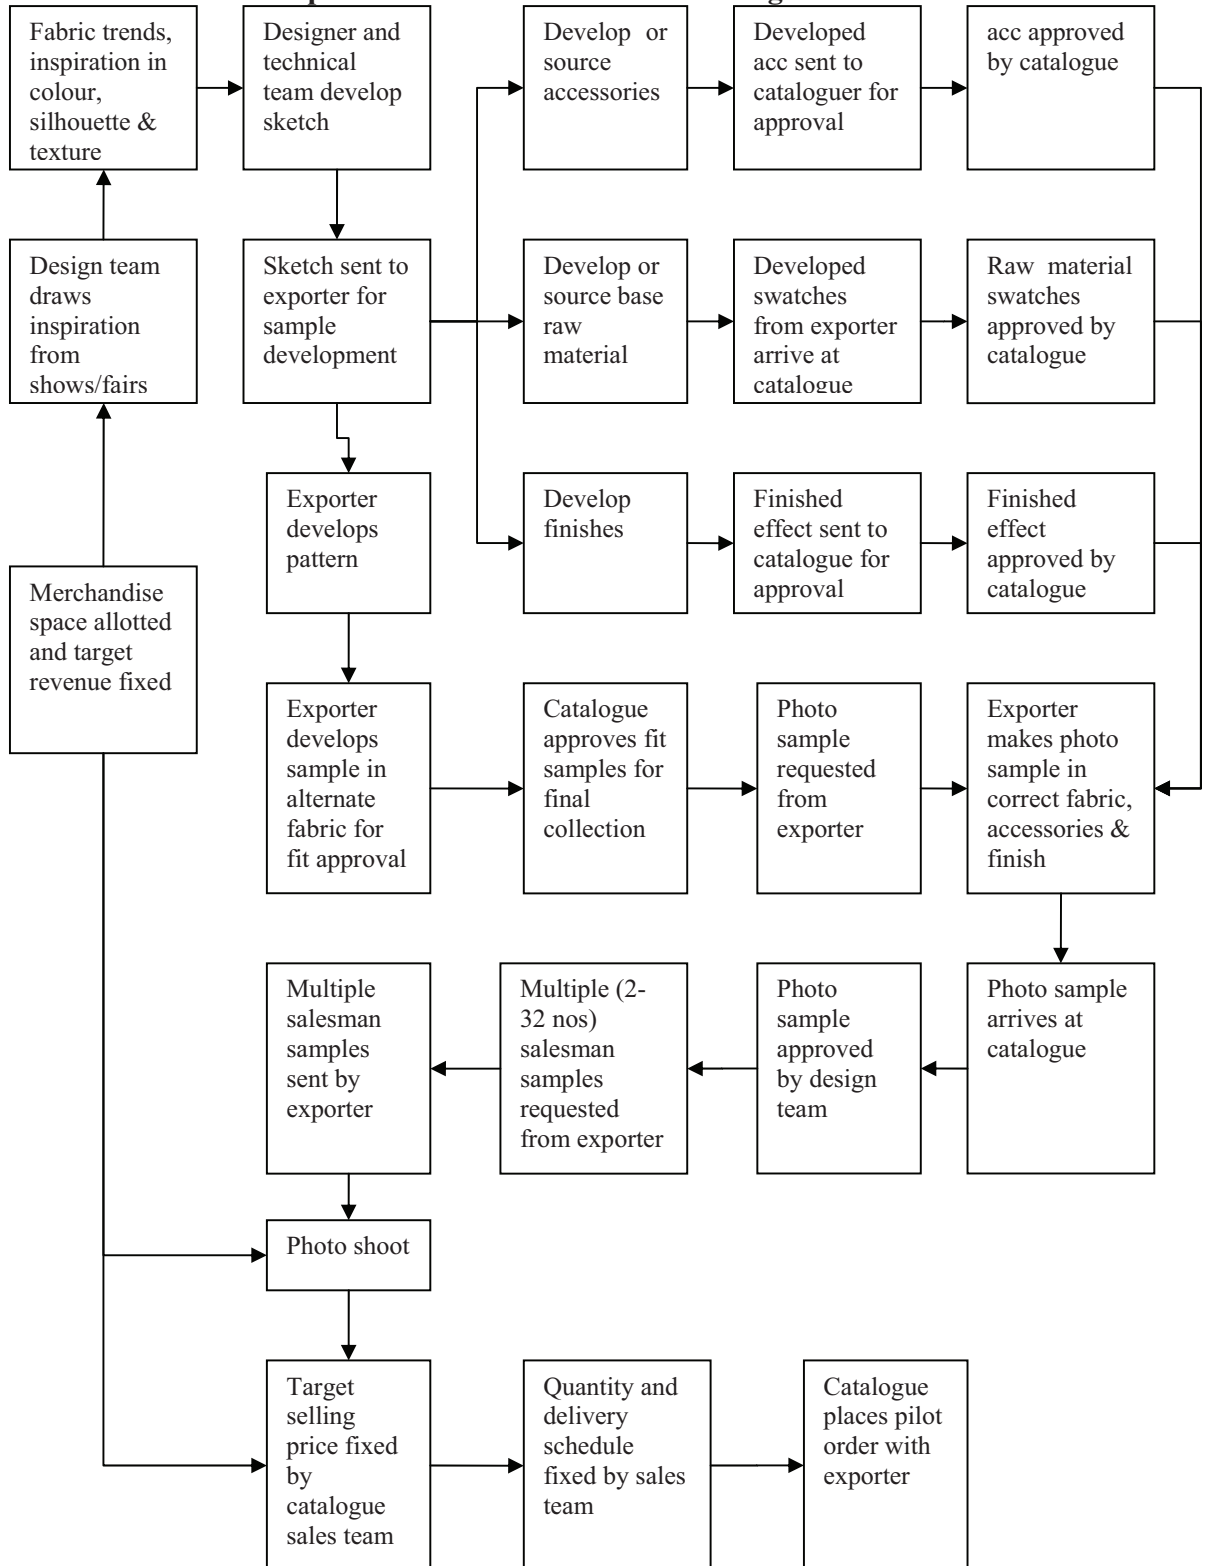 Fabric trends,
inspiration in
colour,
silhouette &
texture
Designer and
technical
team develop
sketch
Develop or
source
accessories
Developed
acc sent to
cataloguer for
approval
acc approved
by catalogue
Design team
draws
inspiration
from
shows/fairs
Sketch sent to
exporter for
sample
development
Develop or
source base
raw
material
Developed
swatches
from exporter
arrive at
catalogue
Raw material
swatches
approved by
catalogue
Exporter
develops
pattern
Develop
finishes
Finished
effect sent to
catalogue for
approval
Finished
effect
approved by
catalogue
Merchandise
space allotted
and target
revenue fixed
Exporter
develops
sample in
alternate
fabric for
fit approval
Catalogue
approves fit
samples for
final
collection
Photo
sample
requested
from
exporter
Exporter
makes photo
sample in
correct fabric,
accessories &
finish
Multiple
salesman
samples
sent by
exporter
Multiple (2-
32 nos)
salesman
samples
requested
from exporter
Photo
sample
approved
by design
team
Photo sample
arrives at
catalogue
Photo shoot
Target
selling
price fixed
by
catalogue
sales team
Quantity and
delivery
schedule
fixed by sales
team
Catalogue
places pilot
order with
exporter